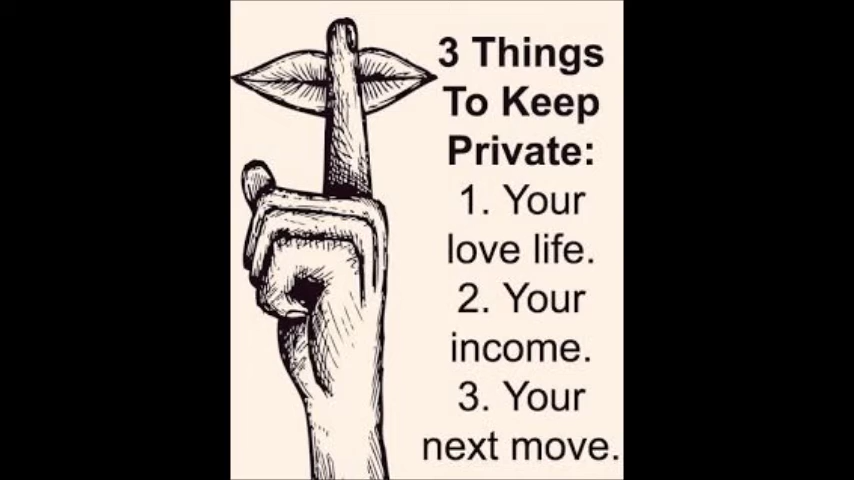 3 Things
To Keep
Private:
1. Your
love life.
2. Your
income.
3. Your
next move.